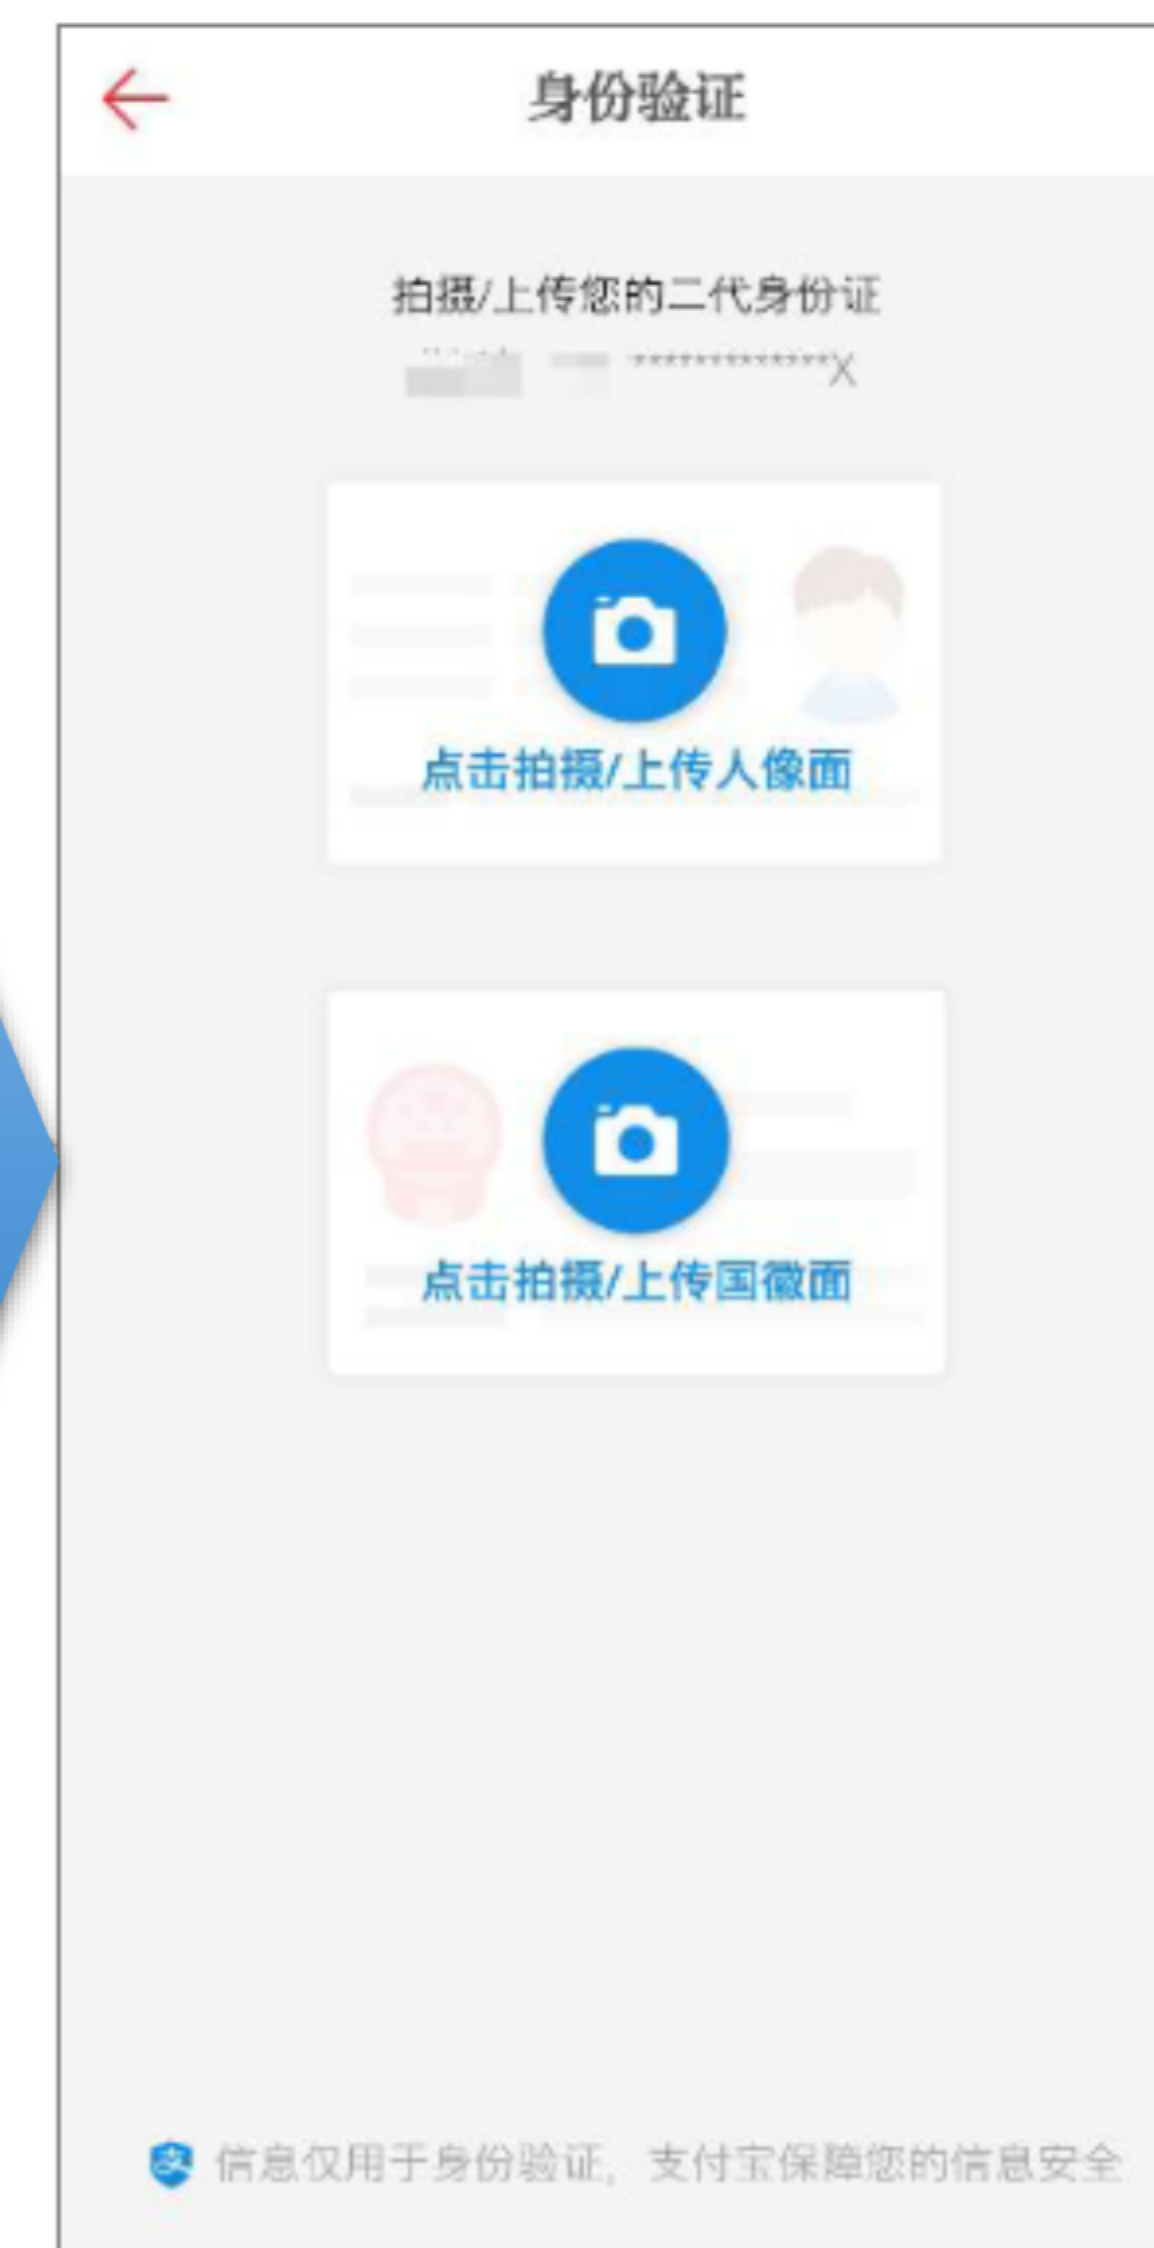 身份验证
拍摄/上传您的二代身份证
*************X
点击拍摄/上传人像面
点击拍摄/上传国徽面
信息仅用于身份验证，支付宝保障您的信息安全